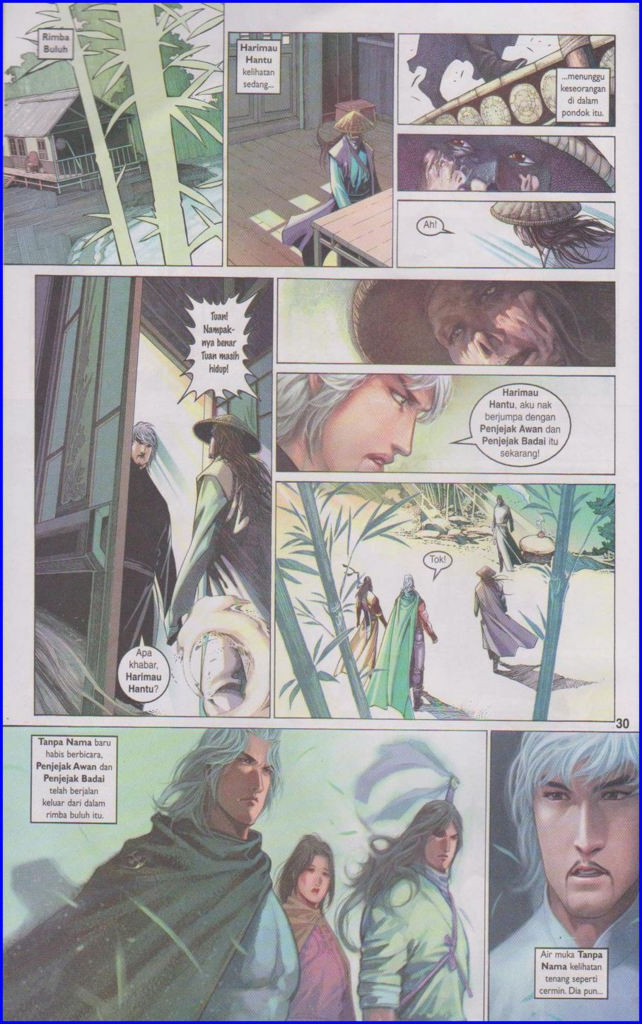 Rimba
Buluh
Harimau
Hantu
kelihatan
sedang...
...menunggu
keseorangan
di dalam
pondok itu.
Ah!
Tuan!
Nampak-
nya benar
Tuan masih
hidup!
Apa
khabar,
Harimau
Hantu?
Harimau
Hantu, aku nak
berjumpa dengan
Penjejak Awan dan
Penjejak Badai itu
sekarang!
Tok!
30
Tanpa Nama baru
habis berbicara,
Penjejak Awan dan
Penjejak Badai
telah berjalan
keluar dari dalam
rimba buluh itu.
Air muka Tanpa
Nama kelihatan
tenang seperti
cermin. Dia pun...